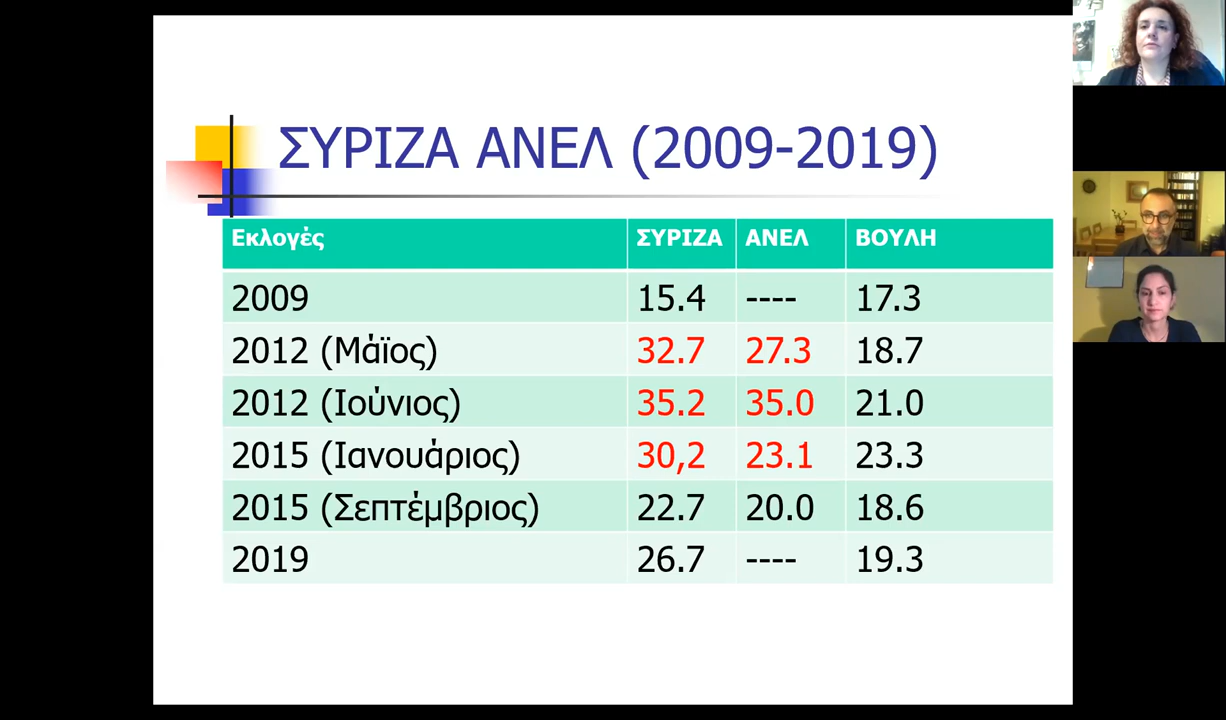 ΣΥΡΙΖΑ ΑΝΕΛ (2009-2019)
Εκλογές ΣΥΡΙΖΑ ΑΝΕΛ ΒΟΥΛΗ
2009 15.4 ---- 17.3
2012 (Μάϊος) 32.7 27.3 18.7
2012 (Ιούνιος) 35.2 35.0 21.0
2015 (Ιανουάριος) 30,2 23.1 23.3
2015 (Σεπτέμβριος) 22.7 20.0 18.6
2019 26.7 ---- 19.3